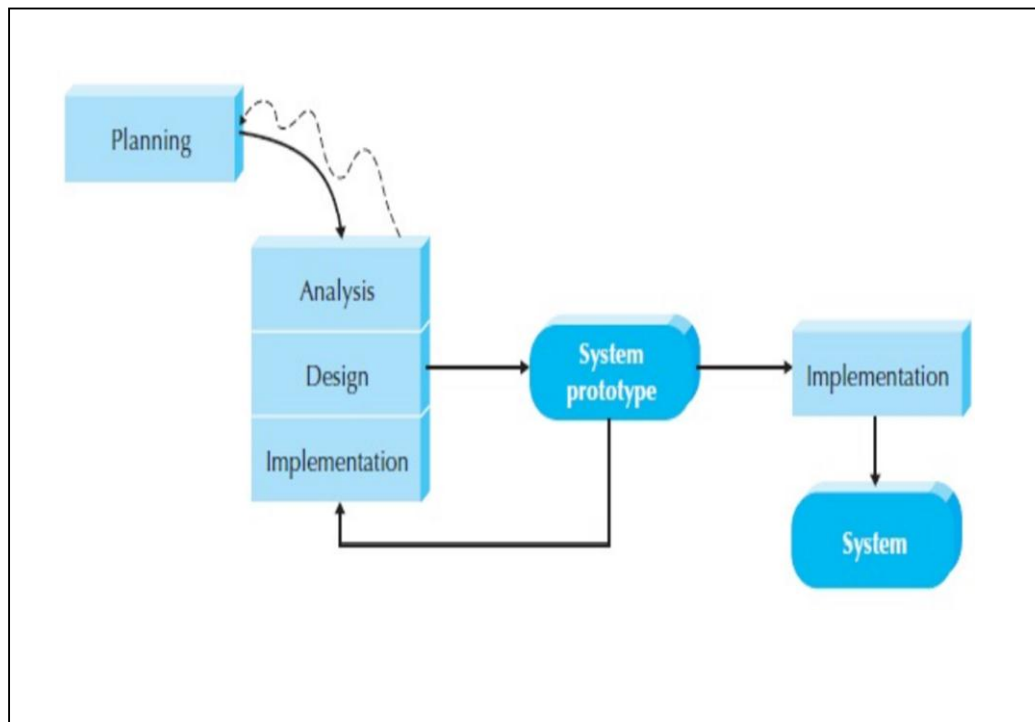 Planning
Analysis
Design
Implementation
System
prototype
Implementation
System